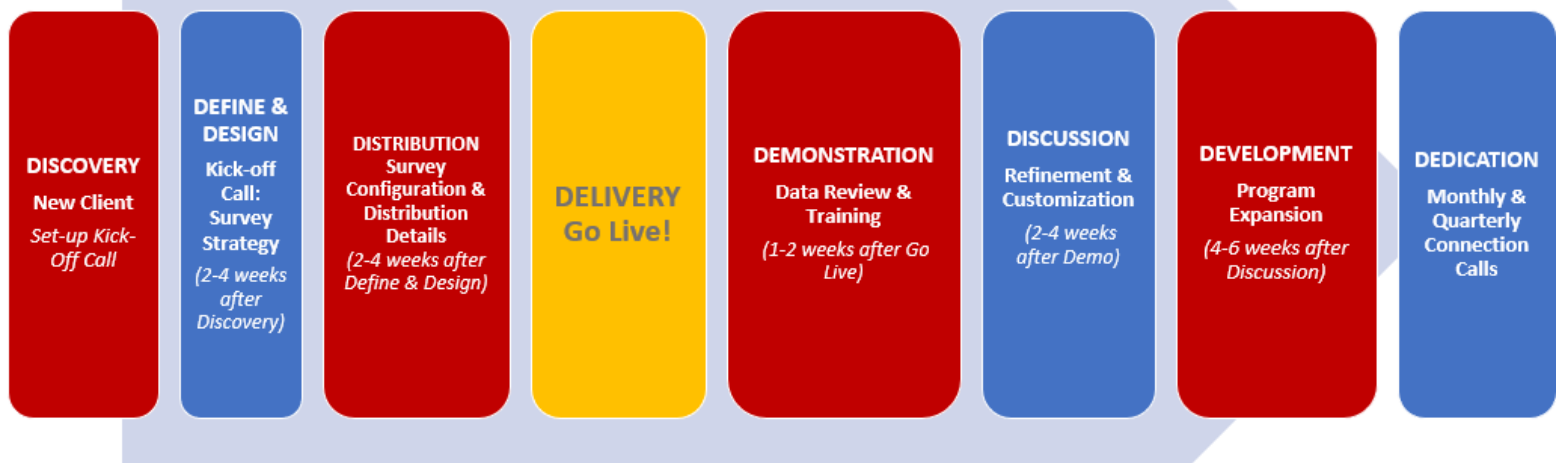 DISCOVERY
New Client
Set-up Kick-
Off Call
DEFINE &
DESIGN
Kick-off
Call:
Survey
Strategy
(2-4 weeks
after
Discovery)
DISTRIBUTION
Survey
Configuration &
Distribution
Details
(2-4 weeks after
Define & Design)
DELIVERY
Go Live!
DEMONSTRATION
Data Review &
Training
(1-2 weeks after Go
Live)
DISCUSSION
Refinement &
Customization
(2-4 weeks
after Demo)
DEVELOPMENT
Program
Expansion
(4-6 weeks after
Discussion)
DEDICATION
Monthly &
Quarterly
Connection
Calls